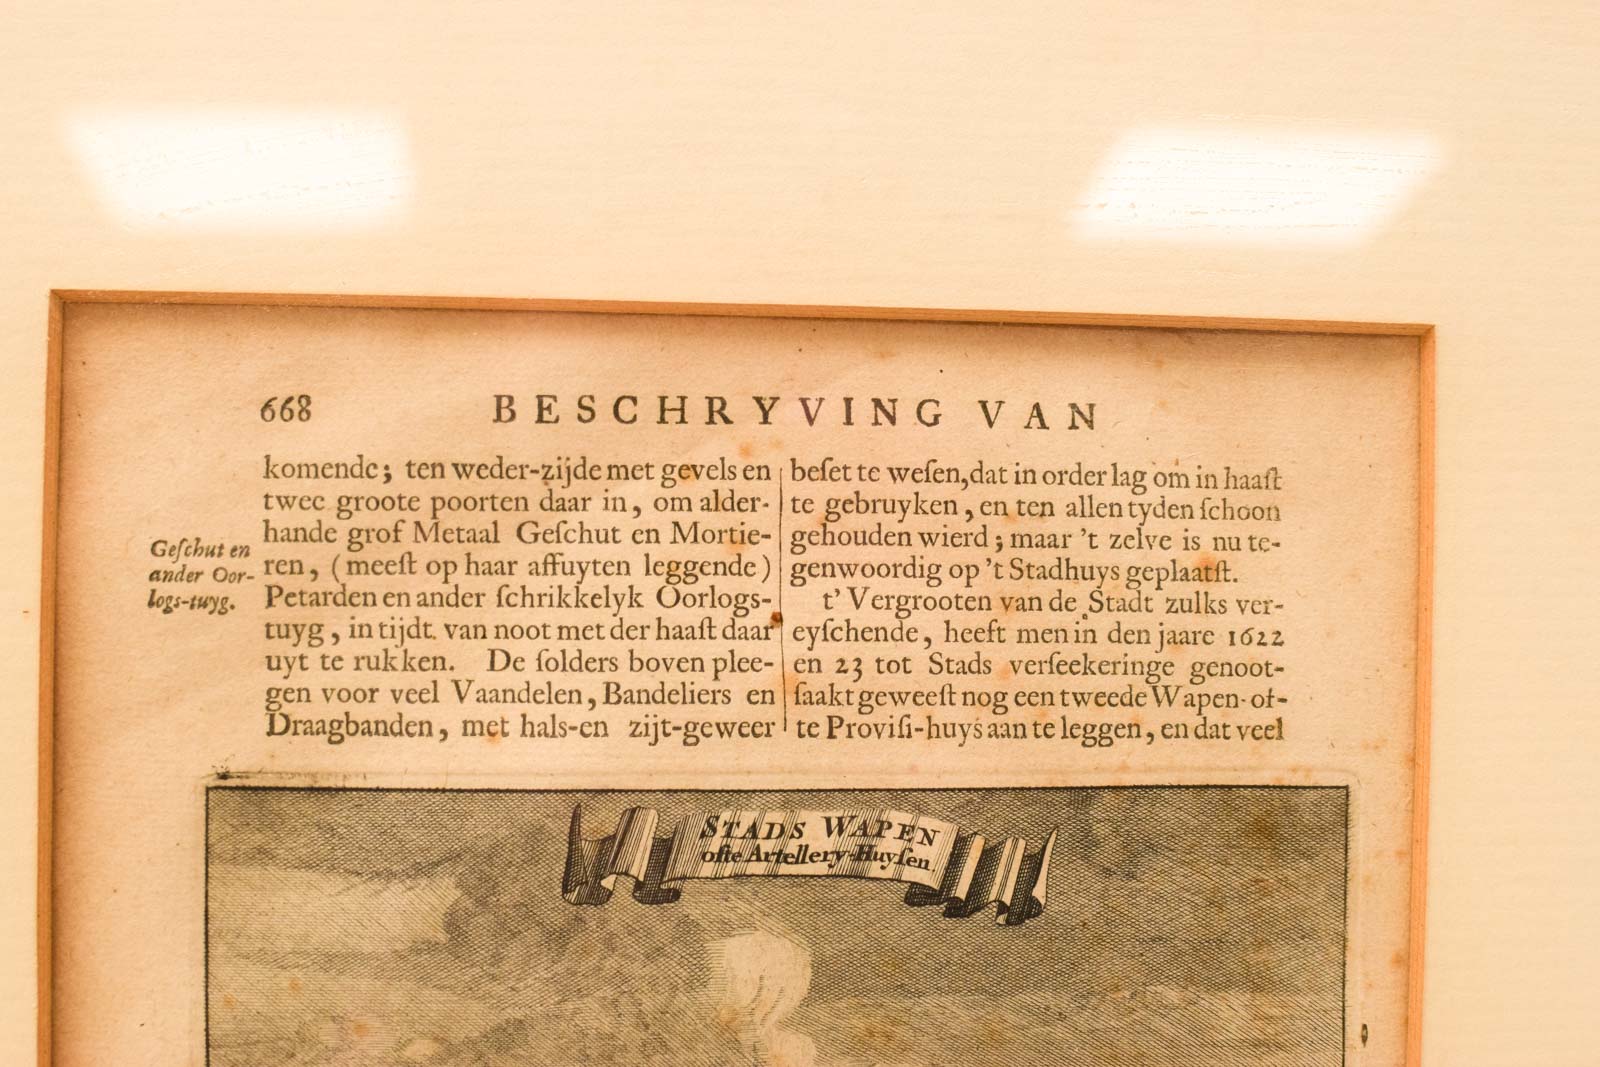 668 BESCHRYVING VAN
komende; ten weder-zijde met gevels en
twee groote poorten daar in, om alder-
hande grof Metaal Geſchut en Mortie-
ren, (meeſt op haar affuyten leggende)
Petarden en ander ſchrikkelyk Oorlogs-
tuyg, in tijdt. van noot met der haaſt daar
uyt te rukken. De ſolders boven plee-
gen voor veel Vaandelen, Bandeliers en
Draagbanden, met hals-en zijt-geweer
Geſchut en
ander Oor-
logs-tuyg.
beſet te weſen, dat in order lag om in haaſt
te gebruyken, en ten allen tyden ſchoon
gehouden wierd; maar 't zelve is nu te-
genwoordig op 't Stadhuys geplaatſt.
t' Vergrooten van de Stadt zulks ver-
eyſchende, heeft men in den jaare 1622
en 23 tot Stads verſeekeringe genoot-
ſaakt geweeſt nog een tweede Wapen- of-
te Proviſi-huys aan te leggen, en dat veel
STADS WAPEN
ofte Artellery-Huyſen.